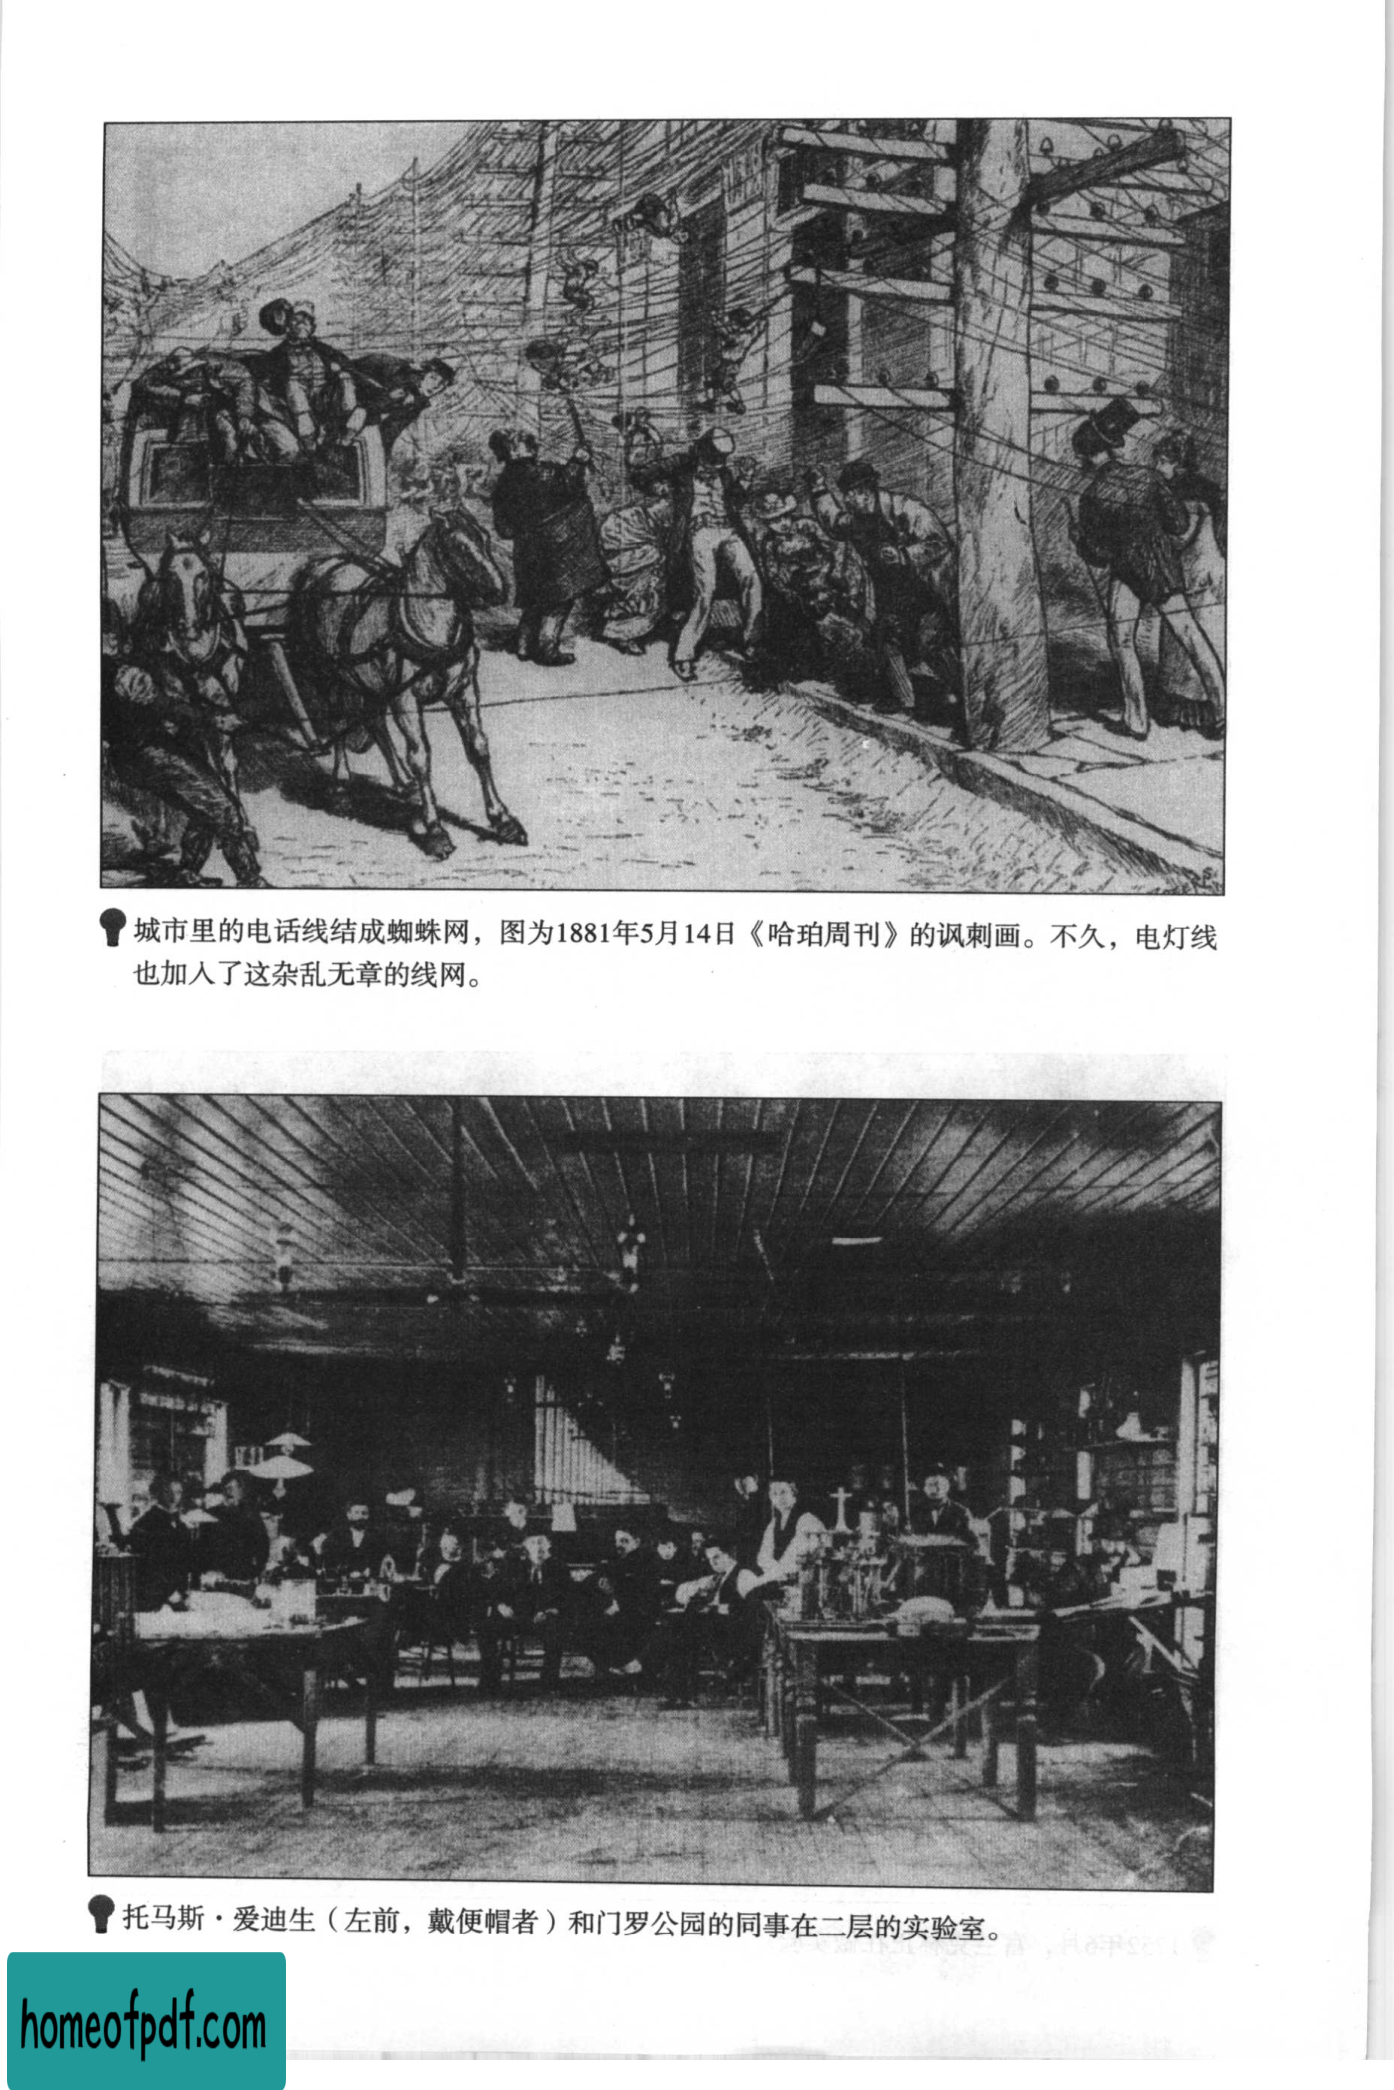 城市里的电话线结成蜘蛛网，图为1881年5月14日《哈珀周刊》的讽刺画。不久，电灯线
也加入了这杂乱无章的线网。
托马斯·爱迪生（左前，戴便帽者）和门罗公园的同事在二层的实验室。
homeofpdf.com